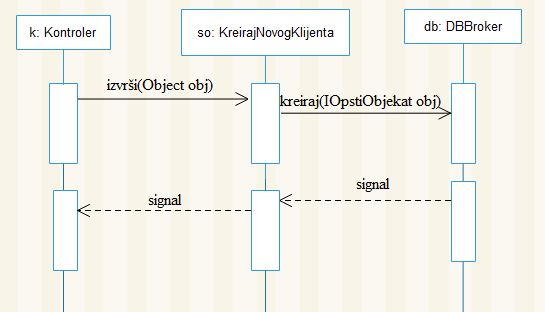 k: Kontroler
so: KreirajNovogKlijenta
db: DBBroker
izvrši(Object obj)
kreiraj(IOpstiObjekat obj)
signal
signal